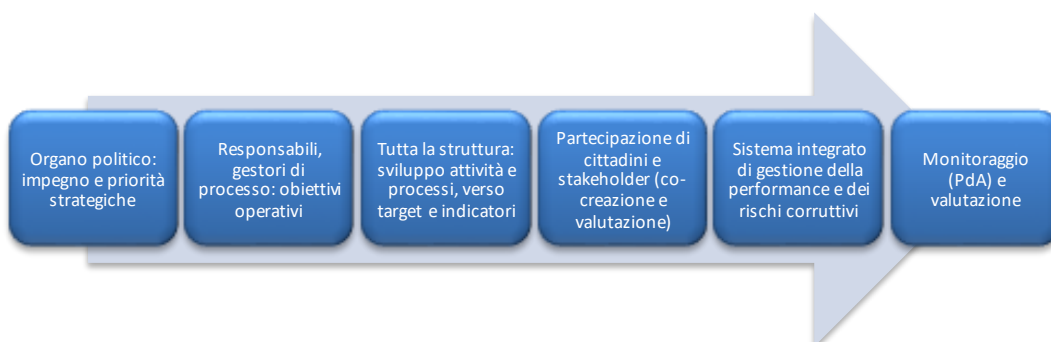 Organo politico:
impegno e priorità
strategiche
Responsabili,
gestori di
processo: obiettivi
operativi
Tutta la struttura:
sviluppo attività e
processi, verso
target e indicatori
Partecipazione di
cittadini e
stakeholder (co-
creazione e
valutazione)
Sistema integrato
di gestione della
performance e dei
rischi corruttivi
Monitoraggio
(PdA) e
valutazione